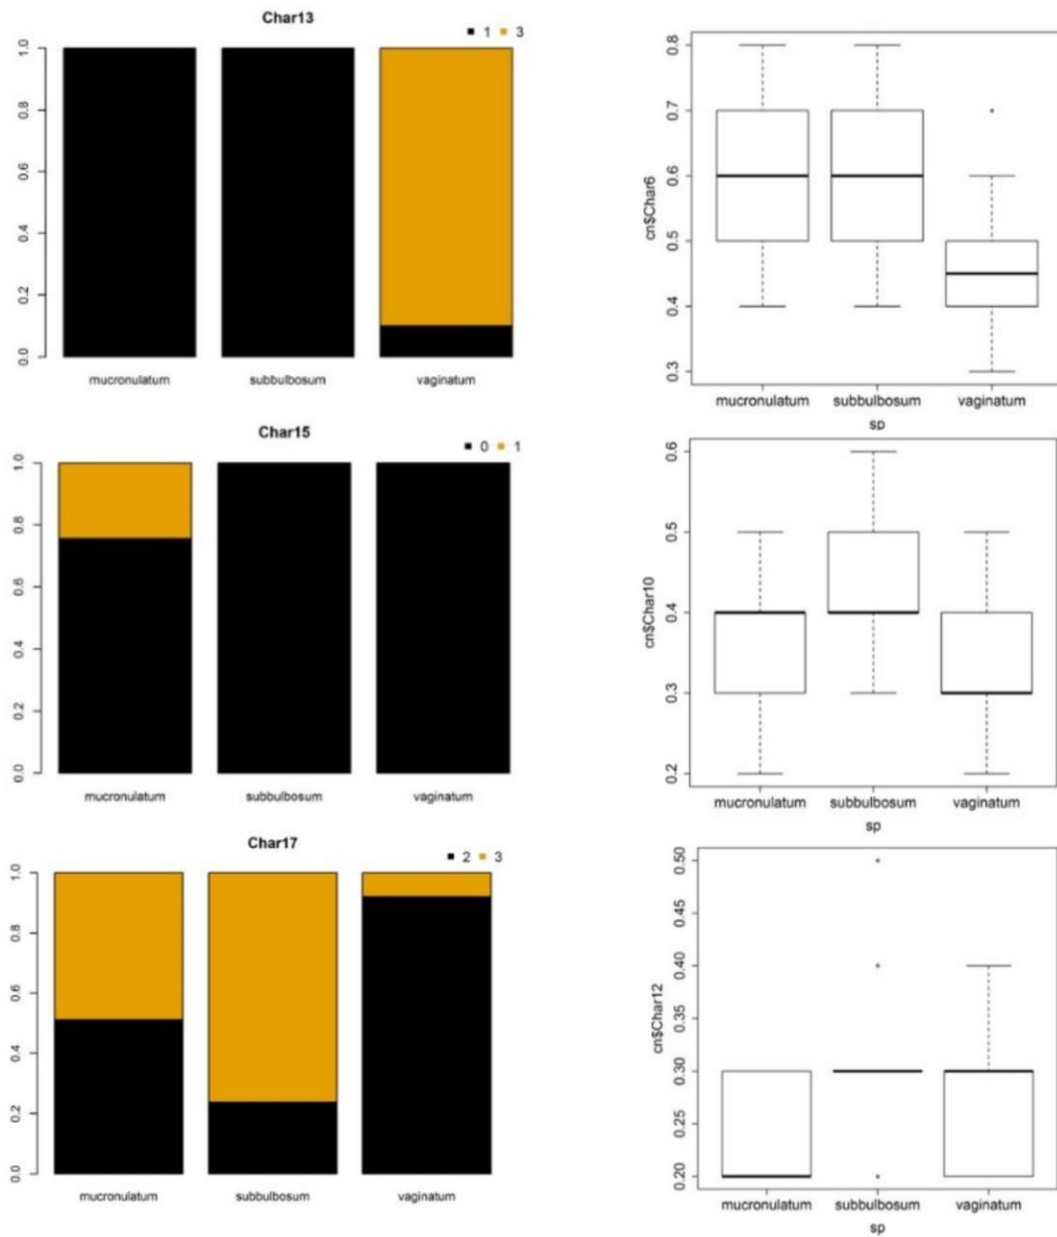 Char13
■ 1 ■ 3
1.0
0.8
0.6
0.4
0.2
0.0
mucronulatum subbulbosum vaginatum
cn$Char6
0.8
0.7
0.6
0.5
0.4
0.3
mucronulatum subbulbosum vaginatum
sp
Char15
■ 0 ■ 1
1.0
0.8
0.6
0.4
0.2
0.0
mucronulatum subbulbosum vaginatum
cn$Char10
0.6
0.5
0.4
0.3
0.2
mucronulatum subbulbosum vaginatum
sp
Char17
■ 2 ■ 3
1.0
0.8
0.6
0.4
0.2
0.0
mucronulatum subbulbosum vaginatum
cn$Char12
0.50
0.45
0.40
0.35
0.30
0.25
0.20
mucronulatum subbulbosum vaginatum
sp